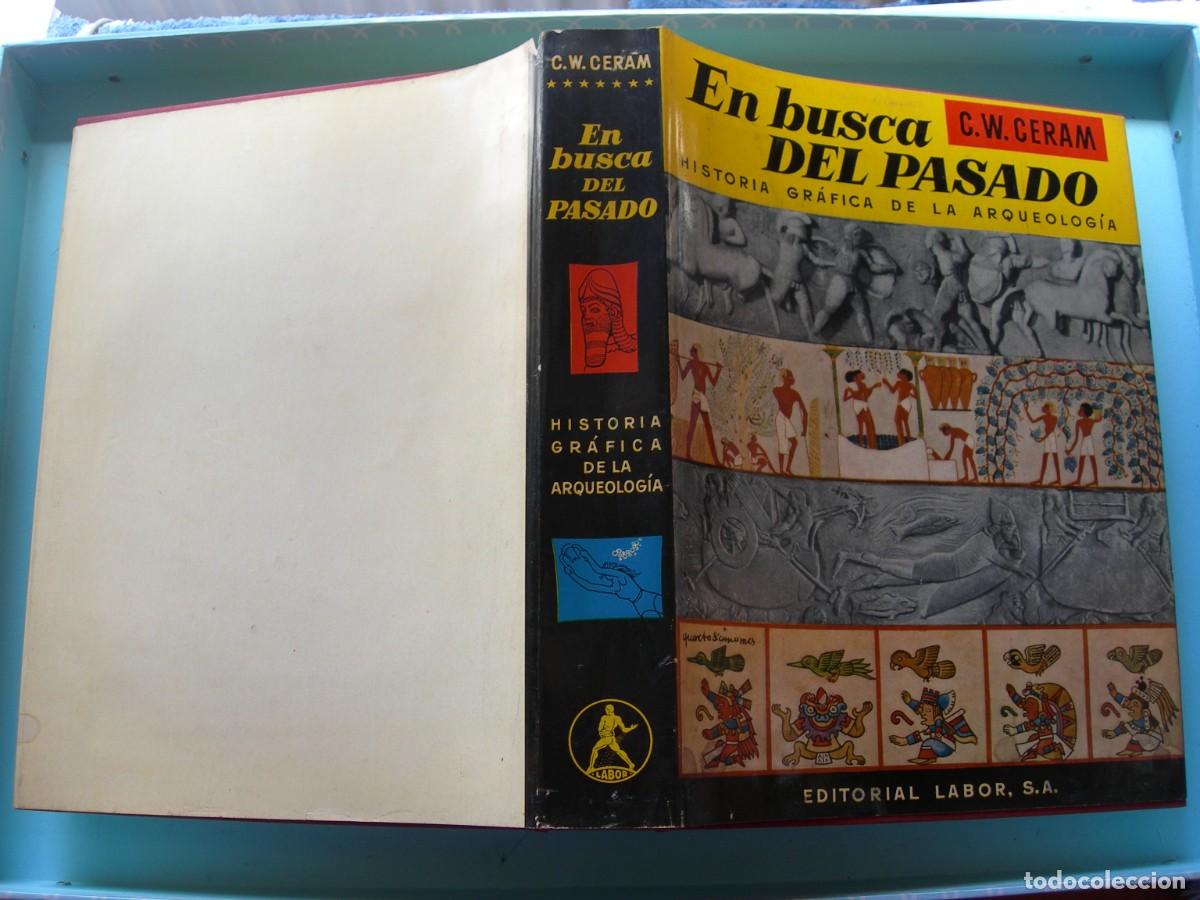 C.W. CERAM
En
busca
DEL
PASADO
HISTORIA
GRÁFICA
DE LA
ARQUEOLOGÍA
LABOR
En busca
DEL PASADO
C.W. CERAM
HISTORIA GRÁFICA DE LA ARQUEOLOGÍA
EDITORIAL LABOR, S.A.
todocoleccion